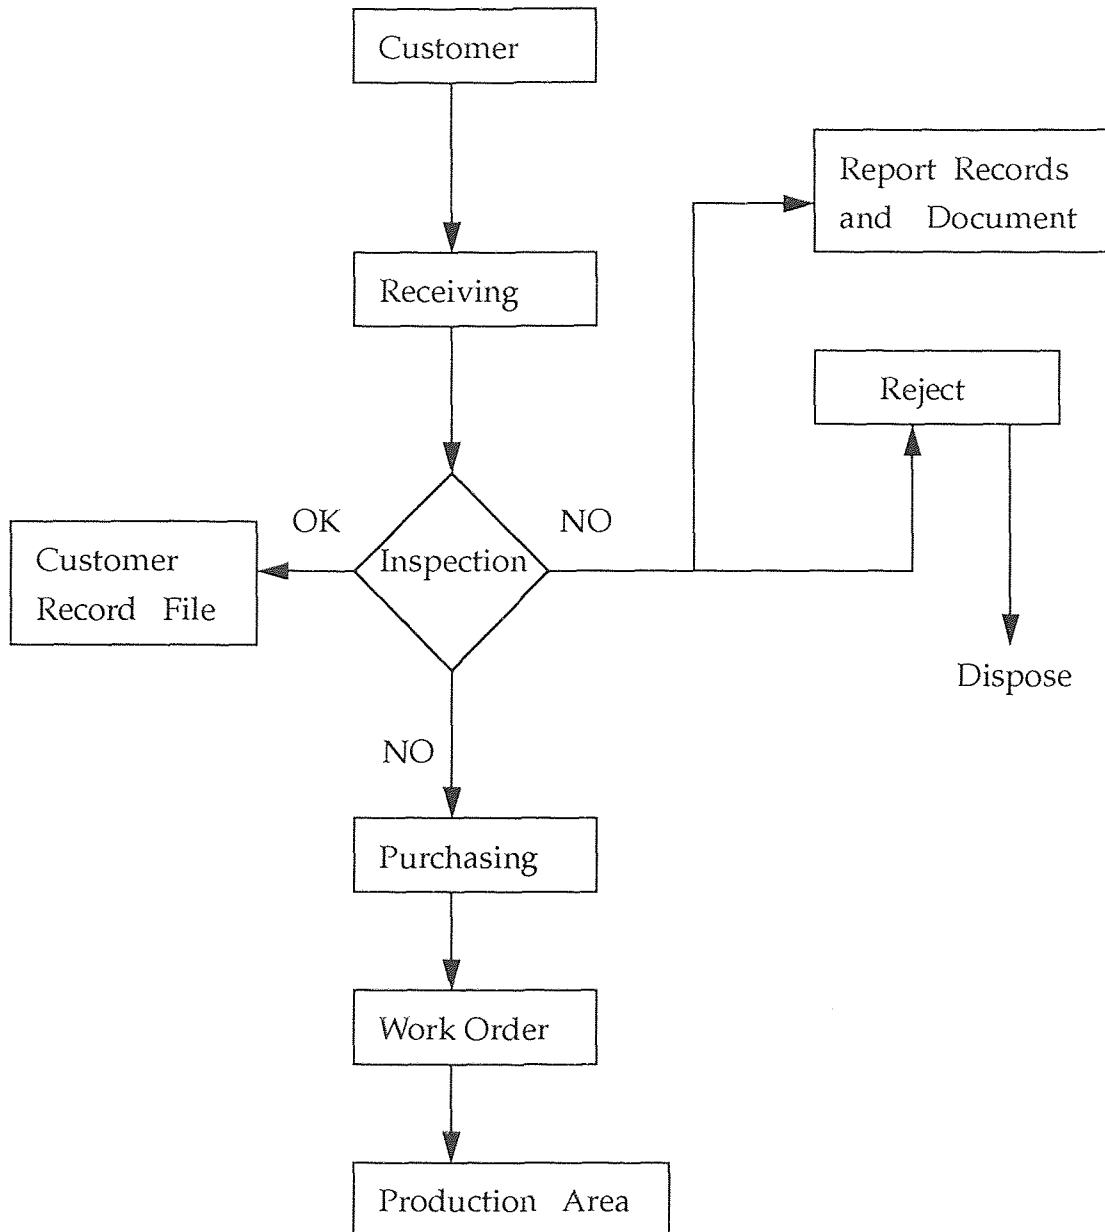 Customer
Report Records
and Document
Receiving
Reject
OK
NO
Customer
Record File
Inspection
Dispose
NO
Purchasing
Work Order
Production Area